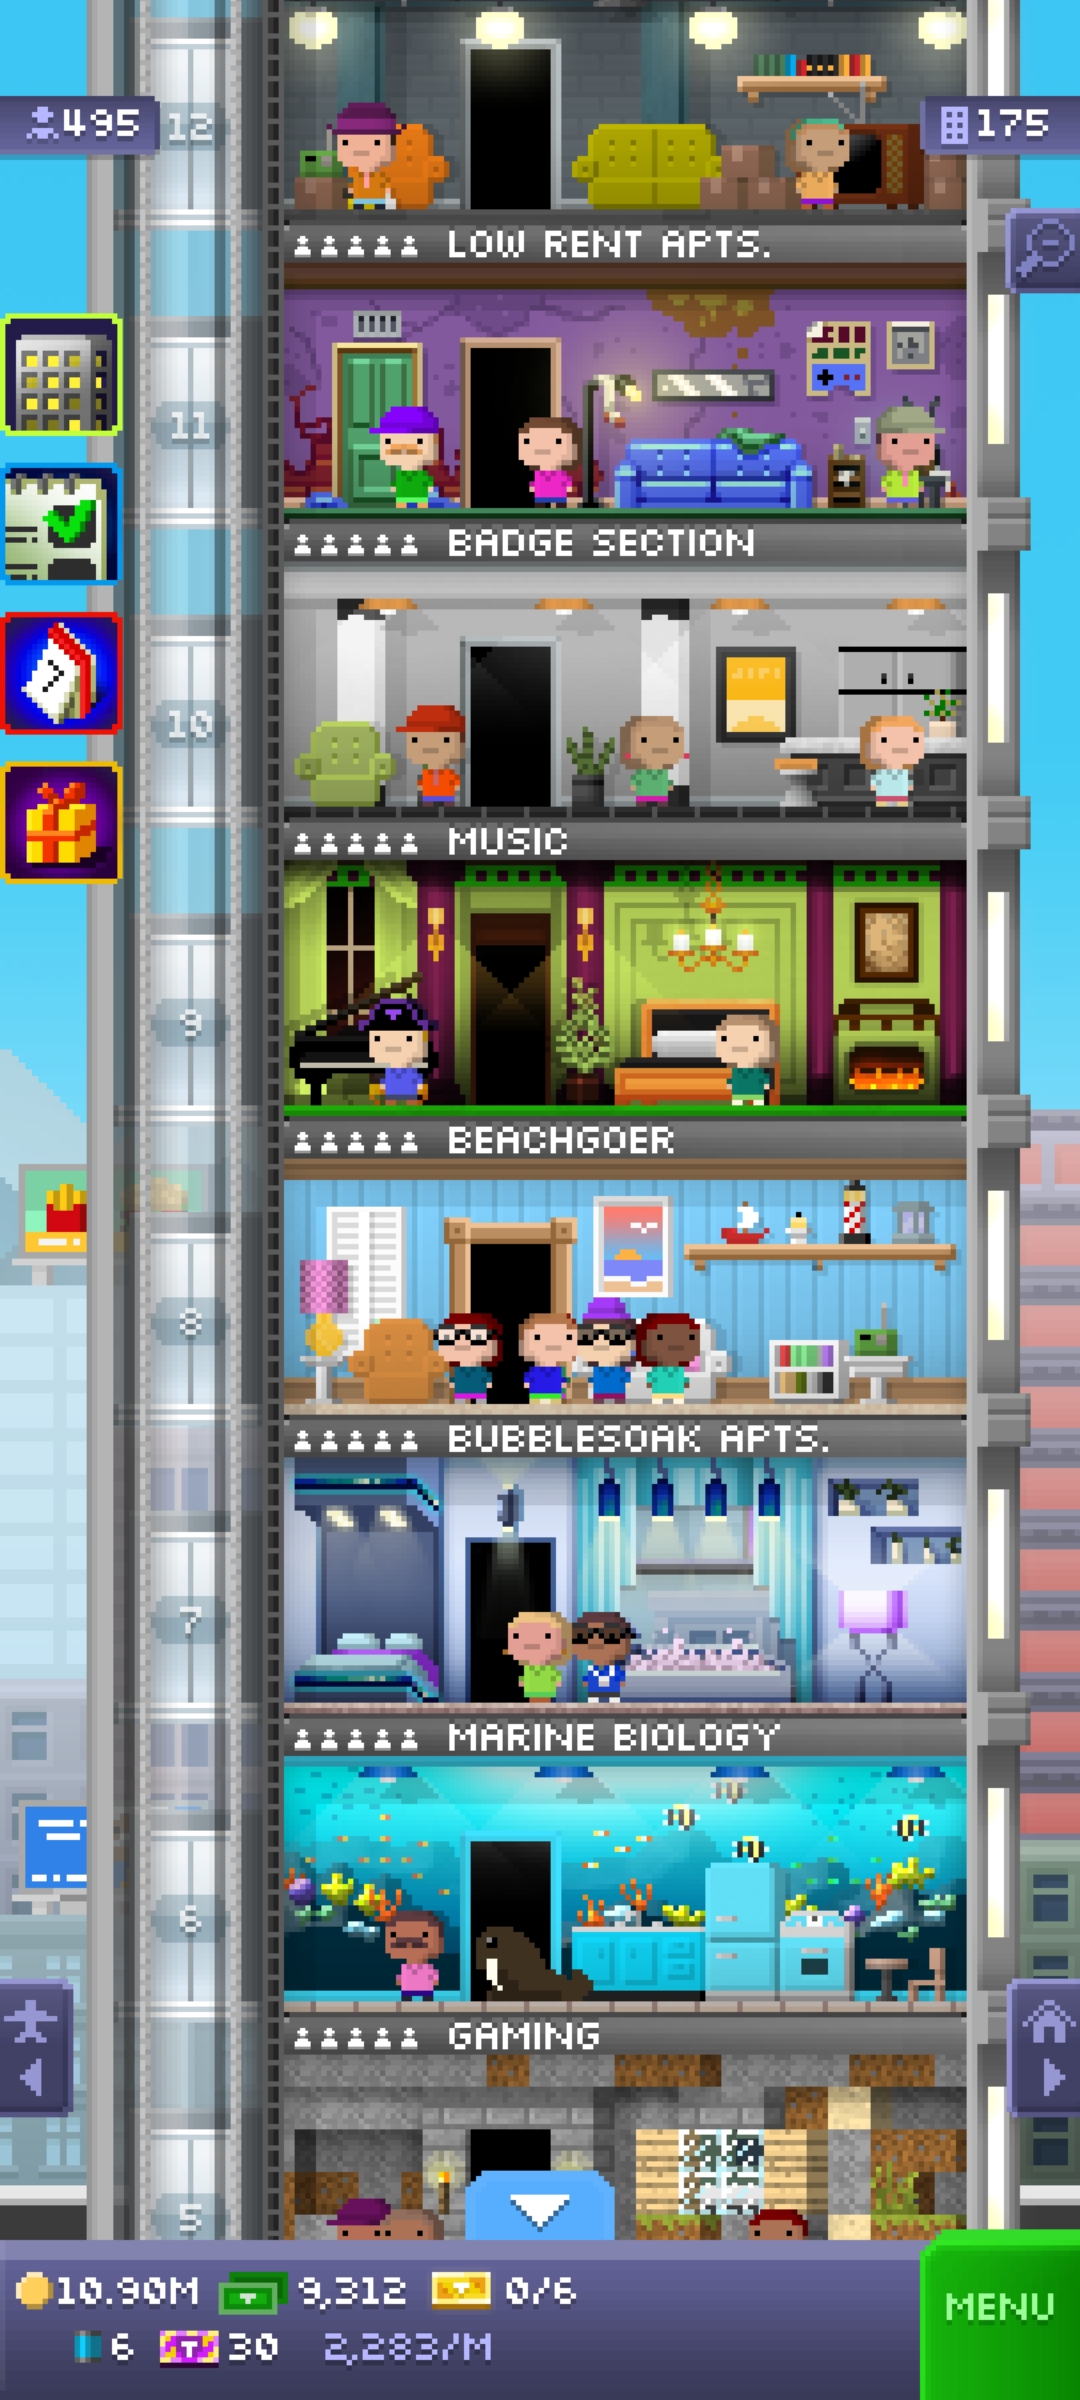 495
12
175
LOW RENT APTS.
11
BADGE SECTION
10
MUSIC
9
BEACHGOER
8
BUBBLESOAK APTS.
7
MARINE BIOLOGY
6
GAMING
5
10.90M 9,312 0/6
6 T 30 2,283/M
MENU